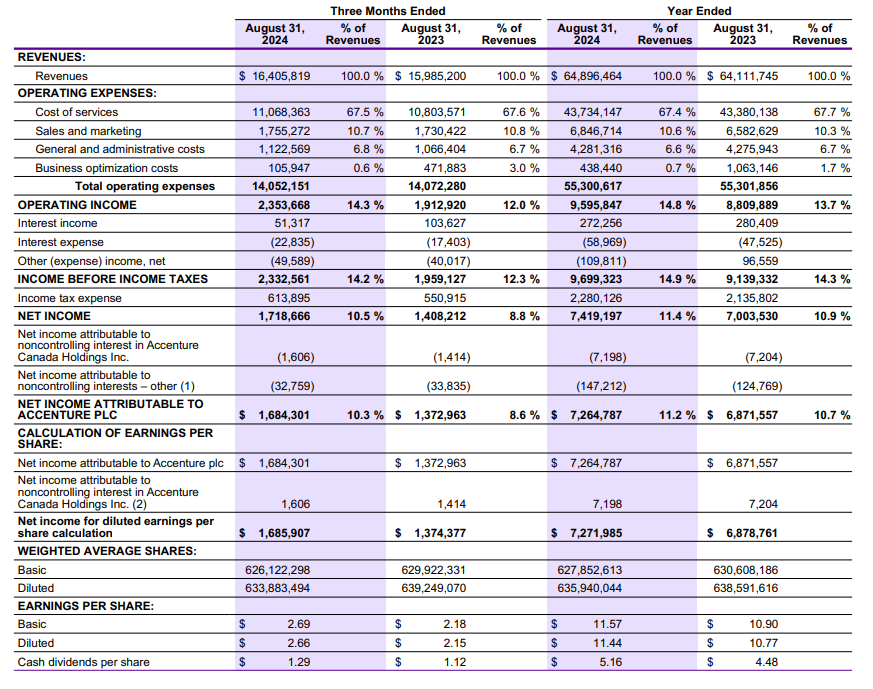 Three Months Ended Year Ended
August 31, 2024 % of Revenues August 31, 2023 % of Revenues August 31, 2024 % of Revenues August 31, 2023 % of Revenues
REVENUES:
Revenues $ 16,405,819 100.0 % $ 15,985,200 100.0 % $ 64,896,464 100.0 % $ 64,111,745 100.0 %
OPERATING EXPENSES:
Cost of services 11,068,363 67.5 % 10,803,571 67.6 % 43,734,147 67.4 % 43,380,138 67.7 %
Sales and marketing 1,755,272 10.7 % 1,730,422 10.8 % 6,846,714 10.6 % 6,582,629 10.3 %
General and administrative costs 1,122,569 6.8 % 1,066,404 6.7 % 4,281,316 6.6 % 4,275,943 6.7 %
Business optimization costs 105,947 0.6 % 471,883 3.0 % 438,440 0.7 % 1,063,146 1.7 %
Total operating expenses 14,052,151 14,072,280 55,300,617 55,301,856
OPERATING INCOME 2,353,668 14.3 % 1,912,920 12.0 % 9,595,847 14.8 % 8,809,889 13.7 %
Interest income 51,317 103,627 272,256 280,409
Interest expense (22,835) (17,403) (58,969) (47,525)
Other (expense) income, net (49,589) (40,017) (109,811) 96,559
INCOME BEFORE INCOME TAXES 2,332,561 14.2 % 1,959,127 12.3 % 9,699,323 14.9 % 9,139,332 14.3 %
Income tax expense 613,895 550,915 2,280,126 2,135,802
NET INCOME 1,718,666 10.5 % 1,408,212 8.8 % 7,419,197 11.4 % 7,003,530 10.9 %
Net income attributable to
noncontrolling interest in Accenture
Canada Holdings Inc. (1,606) (1,414) (7,198) (7,204)
Net income attributable to
noncontrolling interests – other (1) (32,759) (33,835) (147,212) (124,769)
NET INCOME ATTRIBUTABLE TO
ACCENTURE PLC $ 1,684,301 10.3 % $ 1,372,963 8.6 % $ 7,264,787 11.2 % $ 6,871,557 10.7 %
CALCULATION OF EARNINGS PER
SHARE:
Net income attributable to Accenture plc $ 1,684,301 $ 1,372,963 $ 7,264,787 $ 6,871,557
Net income attributable to
noncontrolling interest in Accenture
Canada Holdings Inc. (2) 1,606 1,414 7,198 7,204
Net income for diluted earnings per
share calculation $ 1,685,907 $ 1,374,377 $ 7,271,985 $ 6,878,761
WEIGHTED AVERAGE SHARES:
Basic 626,122,298 629,922,331 627,852,613 630,608,186
Diluted 633,883,494 639,249,070 635,940,044 638,591,616
EARNINGS PER SHARE:
Basic $ 2.69 $ 2.18 $ 11.57 $ 10.90
Diluted $ 2.66 $ 2.15 $ 11.44 $ 10.77
Cash dividends per share $ 1.29 $ 1.12 $ 5.16 $ 4.48